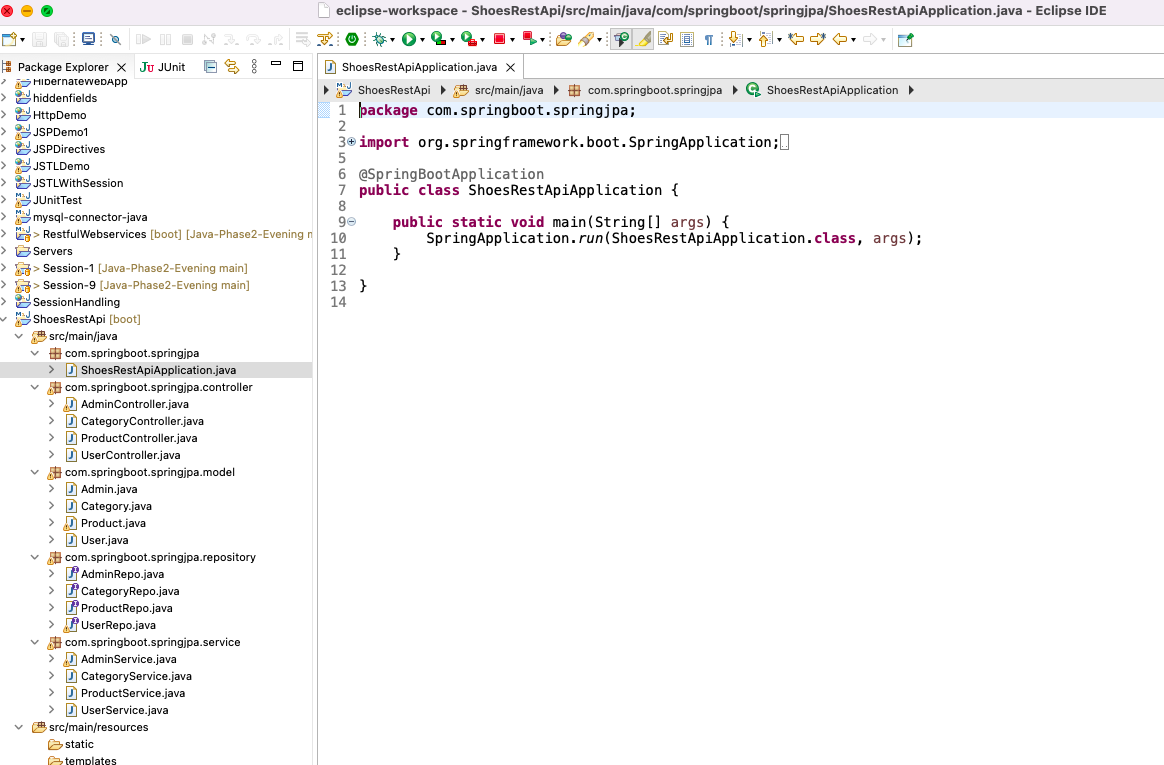 eclipse-workspace - ShoesRestApi/src/main/java/com/springboot/springjpa/ShoesRestApiApplication.java - Eclipse IDE
Package Explorer
JUnit
HibernateWebApp
hiddenfields
HttpDemo
JSPDemo1
JSPDirectives
JSTLDemo
JSTLWithSession
JUnitTest
mysql-connector-java
> RestfulWebservices [boot] [Java-Phase2-Evening
Servers
> Session-1 [Java-Phase2-Evening main]
> Session-9 [Java-Phase2-Evening main]
SessionHandling
ShoesRestApi [boot]
src/main/java
com.springboot.springjpa
ShoesRestApiApplication.java
com.springboot.springjpa.controller
AdminController.java
CategoryController.java
ProductController.java
UserController.java
com.springboot.springjpa.model
Admin.java
Category.java
Product.java
User.java
com.springboot.springjpa.repository
AdminRepo.java
CategoryRepo.java
ProductRepo.java
UserRepo.java
com.springboot.springjpa.service
AdminService.java
CategoryService.java
ProductService.java
UserService.java
src/main/resources
static
templates
ShoesRestApiApplication.java
ShoesRestApi src/main/java com.springboot.springjpa ShoesRestApiApplication
1 package com.springboot.springjpa;
2
3 import org.springframework.boot.SpringApplication;
5
6 @SpringBootApplication
7 public class ShoesRestApiApplication {
8
9 public static void main(String[] args) {
10 SpringApplication.run(ShoesRestApiApplication.class, args);
11 }
12
13 }
14